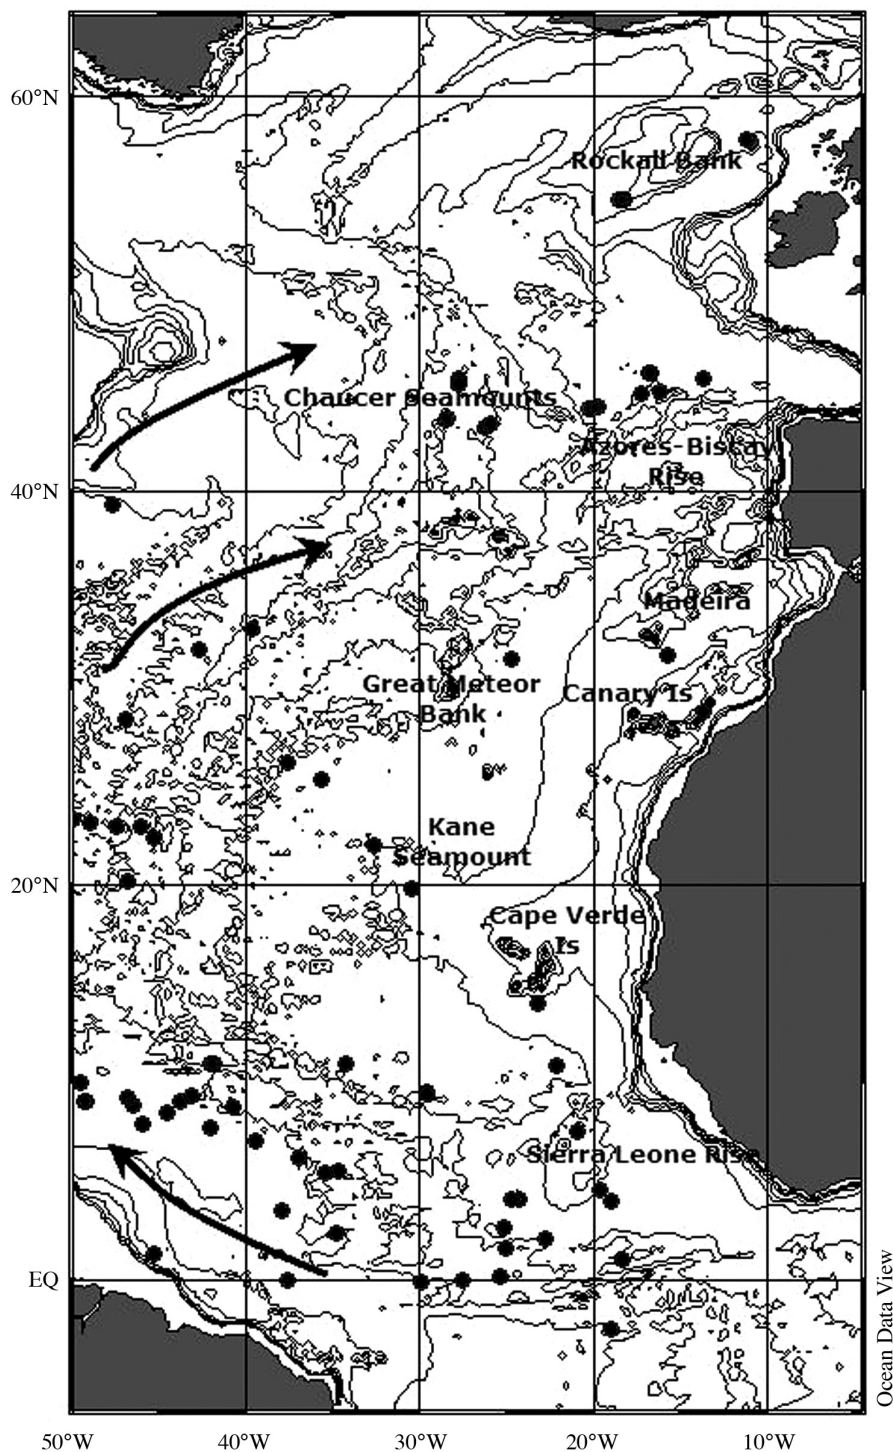 60°N
Rockall Bank
Chaucer Seamounts
Azores-Biscay
Rise
40°N
Madeira
Great Meteor
Bank
Canary Is
Kane
Seamount
20°N
Cape Verde
Is
Sierra Leone Rise
EQ
50°W
40°W
30°W
20°W
10°W
Ocean Data View